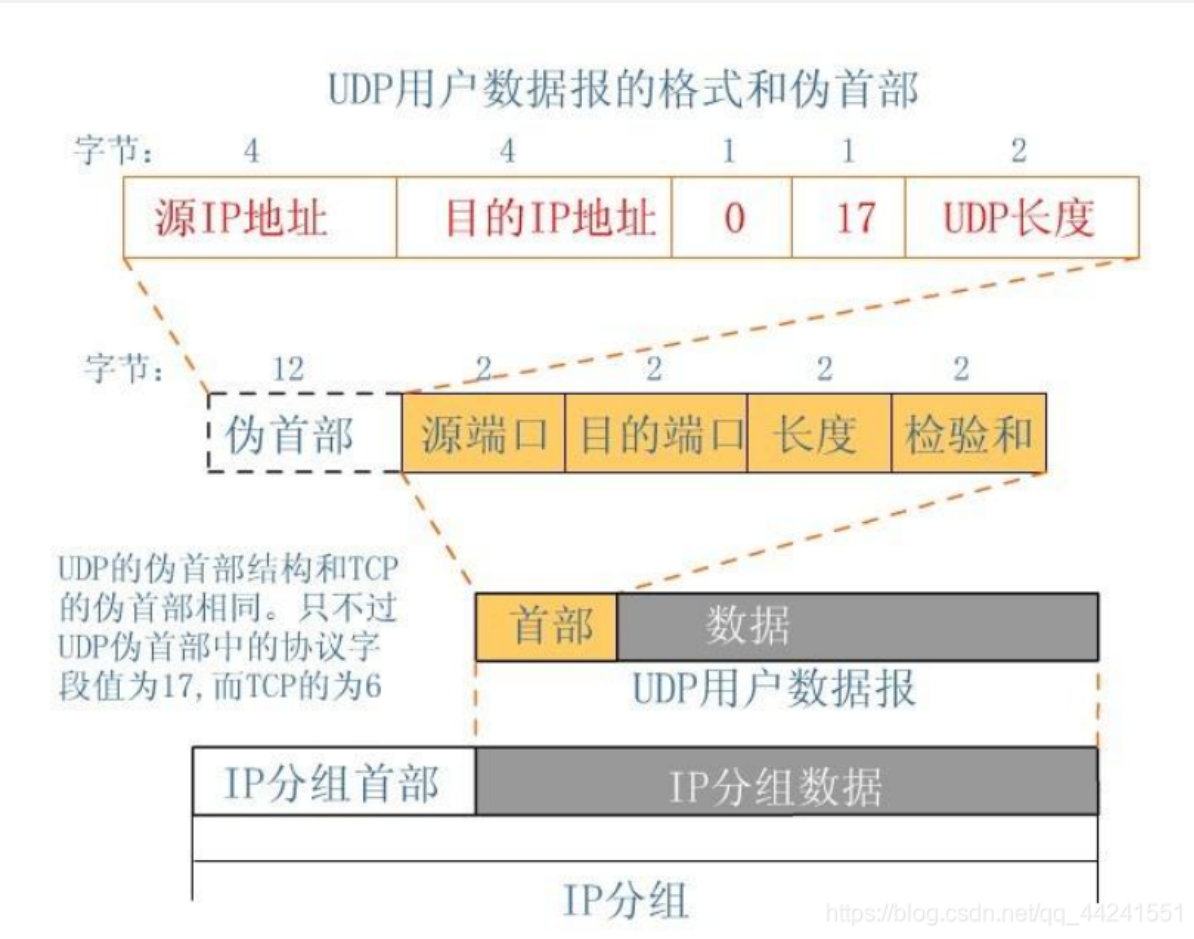 UDP用户数据报的格式和伪首部
字节： 4 4 1 1 2
源IP地址 目的IP地址 0 17 UDP长度
字节： 12 2 2 2 2
伪首部 源端口 目的端口 长度 检验和
UDP的伪首部结构和TCP
的伪首部相同。只不过
UDP伪首部中的协议字
段值为17,而TCP的为6
首部 数据
UDP用户数据报
IP分组首部 IP分组数据
IP分组
https://blog.csdn.net/qq_44241551